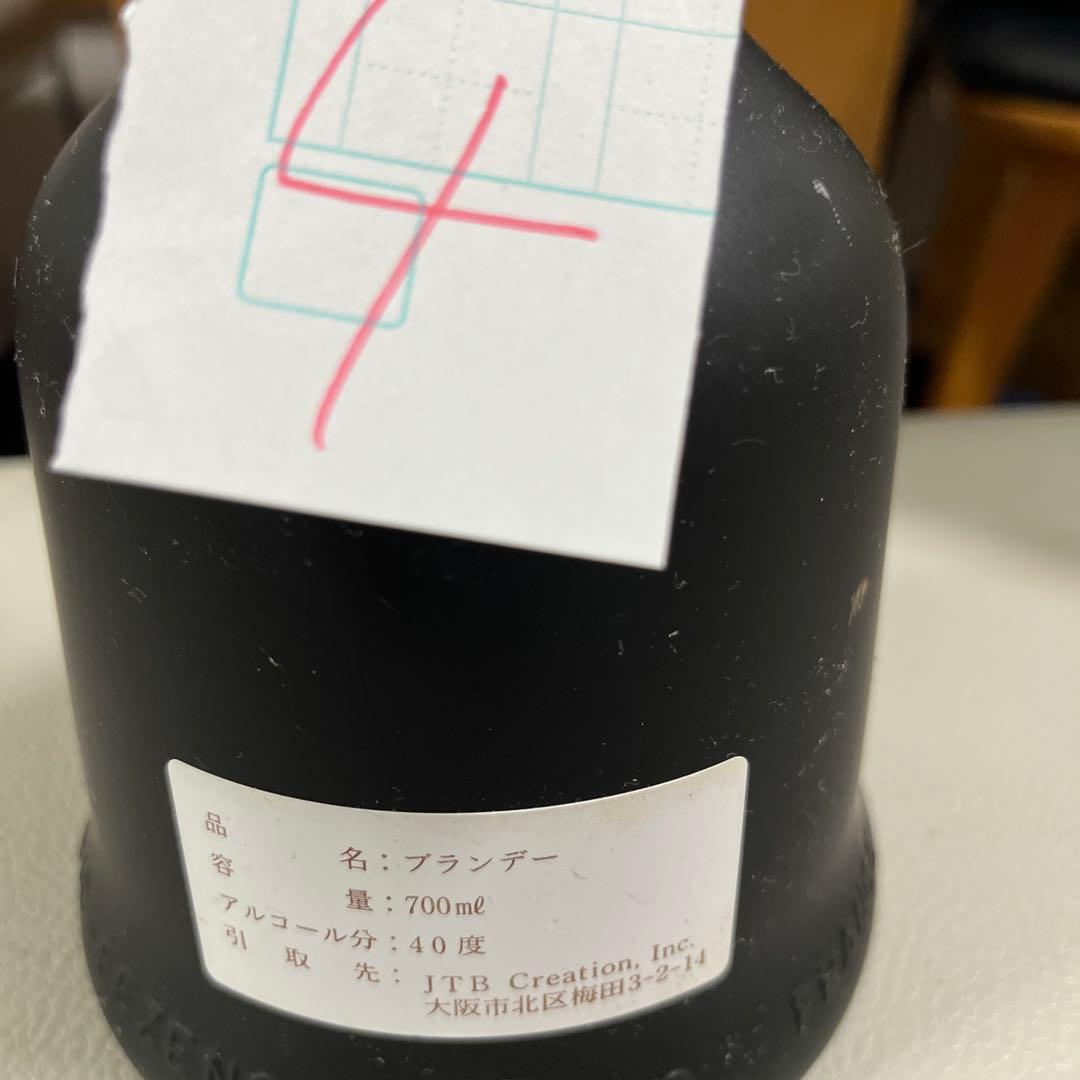 4
品名：ブランデー
容量：700ml
アルコール分：40度
引取先：JTB Creation, Inc.
大阪市北区梅田3-2-14